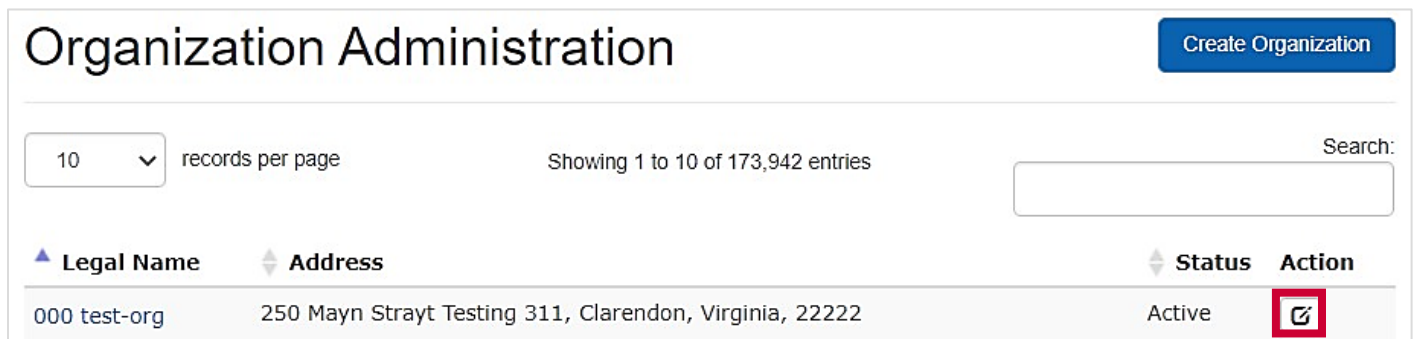 Organization Administration
Create Organization
10 records per page
Showing 1 to 10 of 173,942 entries
Search:
Legal Name Address Status Action
000 test-org 250 Mayn Strayt Testing 311, Clarendon, Virginia, 22222 Active